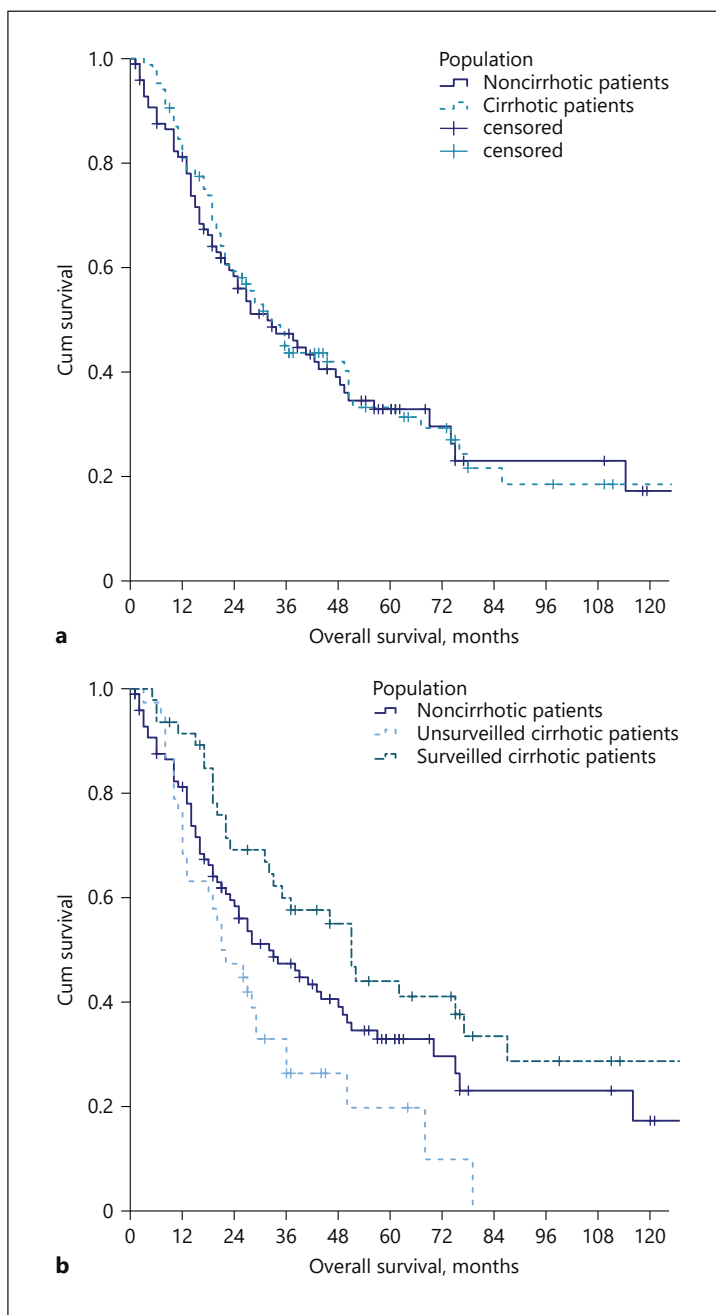 Population
Noncirrhotic patients
Cirrhotic patients
censored
censored
1.0
0.8
0.6
0.4
0.2
0
Cum survival
0 12 24 36 48 60 72 84 96 108 120
a
Overall survival, months
Population
Noncirrhotic patients
Unsurveilled cirrhotic patients
Surveilled cirrhotic patients
1.0
0.8
0.6
0.4
0.2
0
Cum survival
0 12 24 36 48 60 72 84 96 108 120
b
Overall survival, months